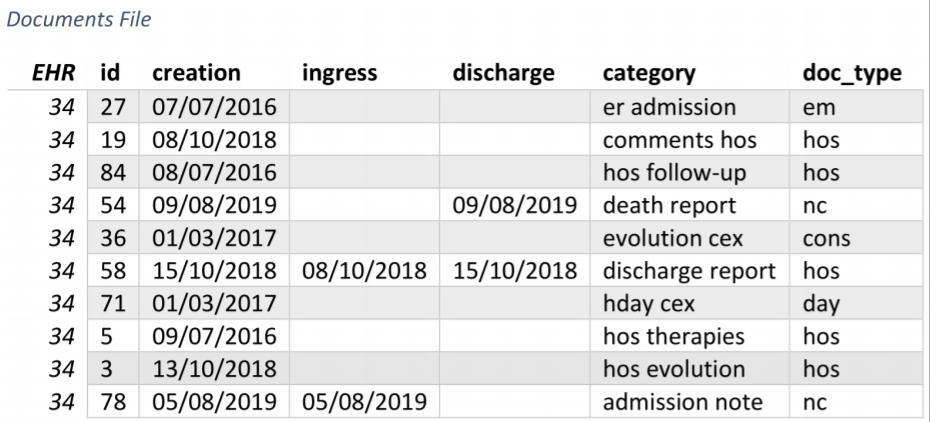 Documents File
EHR id creation ingress discharge category doc_type
34 27 07/07/2016 er admission em
34 19 08/10/2018 comments hos hos
34 84 08/07/2016 hos follow-up hos
34 54 09/08/2019 09/08/2019 death report nc
34 36 01/03/2017 evolution cex cons
34 58 15/10/2018 08/10/2018 15/10/2018 discharge report hos
34 71 01/03/2017 hday cex day
34 5 09/07/2016 hos therapies hos
34 3 13/10/2018 hos evolution hos
34 78 05/08/2019 05/08/2019 admission note nc